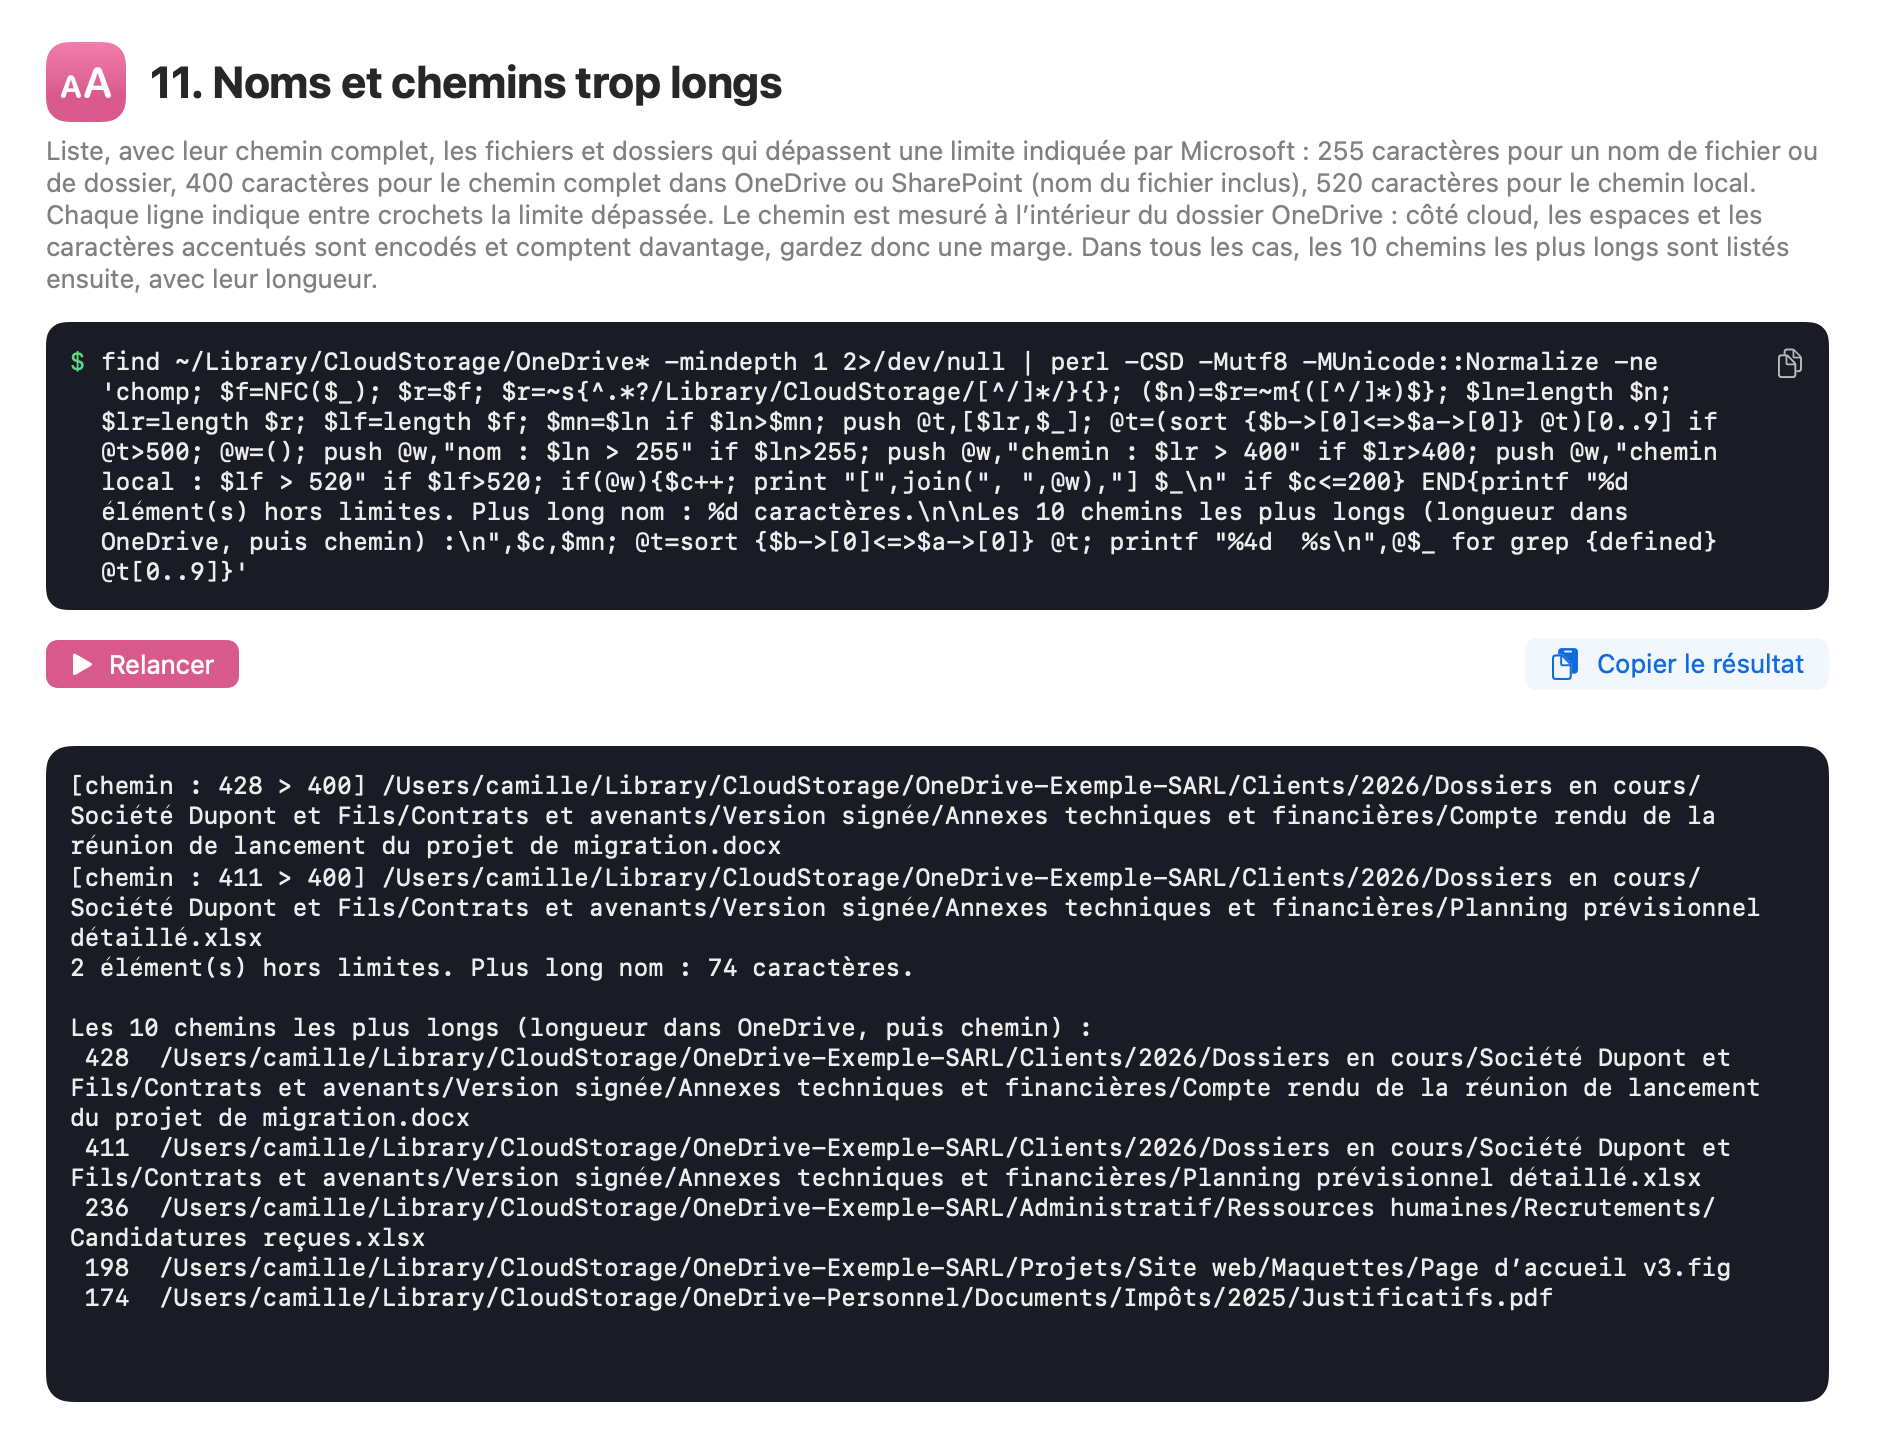 AA 11. Noms et chemins trop longs
Liste, avec leur chemin complet, les fichiers et dossiers qui dépassent une limite indiquée par Microsoft : 255 caractères pour un nom de fichier ou
de dossier, 400 caractères pour le chemin complet dans OneDrive ou SharePoint (nom du fichier inclus), 520 caractères pour le chemin local.
Chaque ligne indique entre crochets la limite dépassée. Le chemin est mesuré à l’intérieur du dossier OneDrive : côté cloud, les espaces et les
caractères accentués sont encodés et comptent davantage, gardez donc une marge. Dans tous les cas, les 10 chemins les plus longs sont listés
ensuite, avec leur longueur.
$ find ~/Library/CloudStorage/OneDrive* -mindepth 1 2>/dev/null | perl -CSD -Mutf8 -MUnicode::Normalize -ne
'chomp; $f=NFC($_); $r=$f; $r=~s{^.*?/Library/CloudStorage/[^/]*/}{}; ($n)=$r=~m{([^/]*)$}; $ln=length $n;
$lr=length $r; $lf=length $f; $mn=$ln if $ln>$mn; push @t,[$lr,$_]; @t=(sort {$b->[0]<=>$a->[0]} @t)[0..9] if
@t>500; @w=(); push @w,"nom : $ln > 255" if $ln>255; push @w,"chemin : $lr > 400" if $lr>400; push @w,"chemin
local : $lf > 520" if $lf>520; if(@w){$c++; print "[",join(", ",@w),"] $_\n" if $c<=200} END{printf "%d
élément(s) hors limites. Plus long nom : %d caractères.\n\nLes 10 chemins les plus longs (longueur dans
OneDrive, puis chemin) :\n",$c,$mn; @t=sort {$b->[0]<=>$a->[0]} @t; printf "%4d  %s\n",@$_ for grep {defined}
@t[0..9]}'
Relancer
Copier le résultat
[chemin : 428 > 400] /Users/camille/Library/CloudStorage/OneDrive-Exemple-SARL/Clients/2026/Dossiers en cours/
Société Dupont et Fils/Contrats et avenants/Version signée/Annexes techniques et financières/Compte rendu de la
réunion de lancement du projet de migration.docx
[chemin : 411 > 400] /Users/camille/Library/CloudStorage/OneDrive-Exemple-SARL/Clients/2026/Dossiers en cours/
Société Dupont et Fils/Contrats et avenants/Version signée/Annexes techniques et financières/Planning prévisionnel
détaillé.xlsx
2 élément(s) hors limites. Plus long nom : 74 caractères.
Les 10 chemins les plus longs (longueur dans OneDrive, puis chemin) :
428  /Users/camille/Library/CloudStorage/OneDrive-Exemple-SARL/Clients/2026/Dossiers en cours/Société Dupont et
Fils/Contrats et avenants/Version signée/Annexes techniques et financières/Compte rendu de la réunion de lancement
du projet de migration.docx
411  /Users/camille/Library/CloudStorage/OneDrive-Exemple-SARL/Clients/2026/Dossiers en cours/Société Dupont et
Fils/Contrats et avenants/Version signée/Annexes techniques et financières/Planning prévisionnel détaillé.xlsx
236  /Users/camille/Library/CloudStorage/OneDrive-Exemple-SARL/Administratif/Ressources humaines/Recrutements/
Candidatures reçues.xlsx
198  /Users/camille/Library/CloudStorage/OneDrive-Exemple-SARL/Projets/Site web/Maquettes/Page d’accueil v3.fig
174  /Users/camille/Library/CloudStorage/OneDrive-Personnel/Documents/Impôts/2025/Justificatifs.pdf